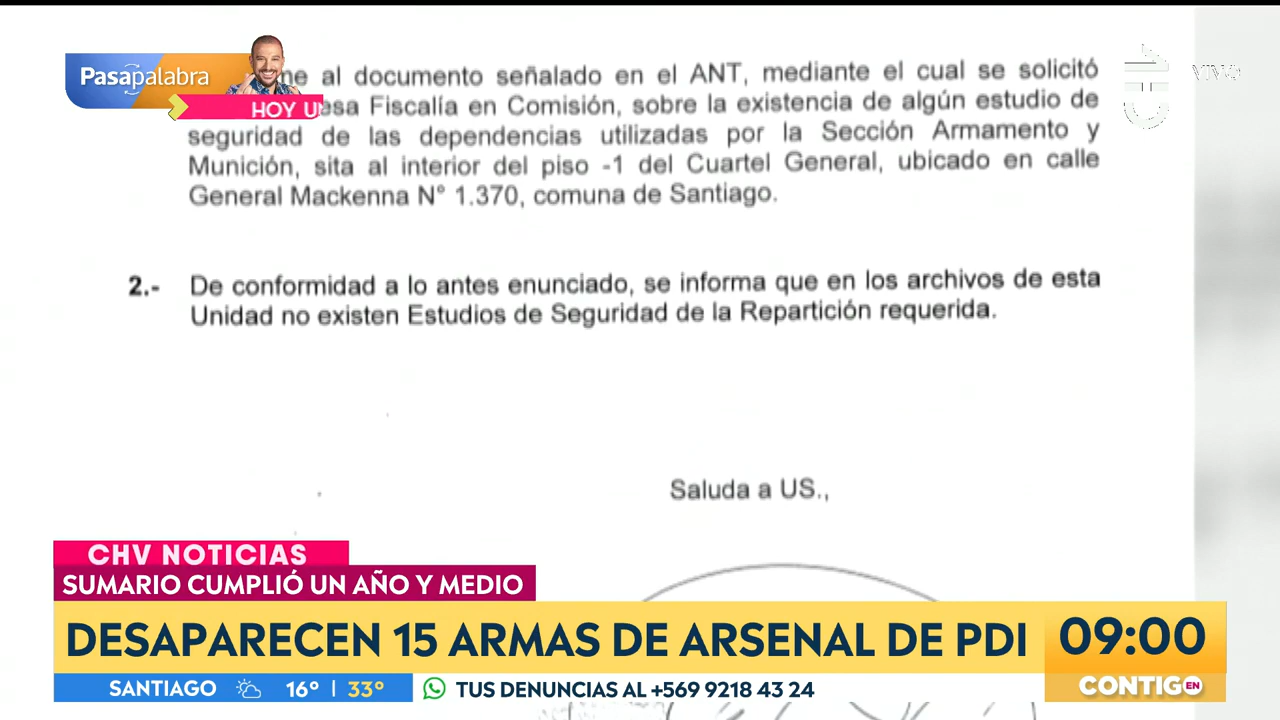 Pasapalabra
HOY
ne al documento señalado en el ANT, mediante el cual se solicitó
esa Fiscalía en Comisión, sobre la existencia de algún estudio de
seguridad de las dependencias utilizadas por la Sección Armamento y
Munición, sita al interior del piso -1 del Cuartel General, ubicado en calle
General Mackenna N° 1.370, comuna de Santiago.
2.- De conformidad a lo antes enunciado, se informa que en los archivos de esta
Unidad no existen Estudios de Seguridad de la Repartición requerida.
Saluda a US.,
CHV
VIVO
CHV NOTICIAS
SUMARIO CUMPLIÓ UN AÑO Y MEDIO
DESAPARECEN 15 ARMAS DE ARSENAL DE PDI
09:00
SANTIAGO 16° | 33°
TUS DENUNCIAS AL +569 9218 43 24
CONTIGO EN